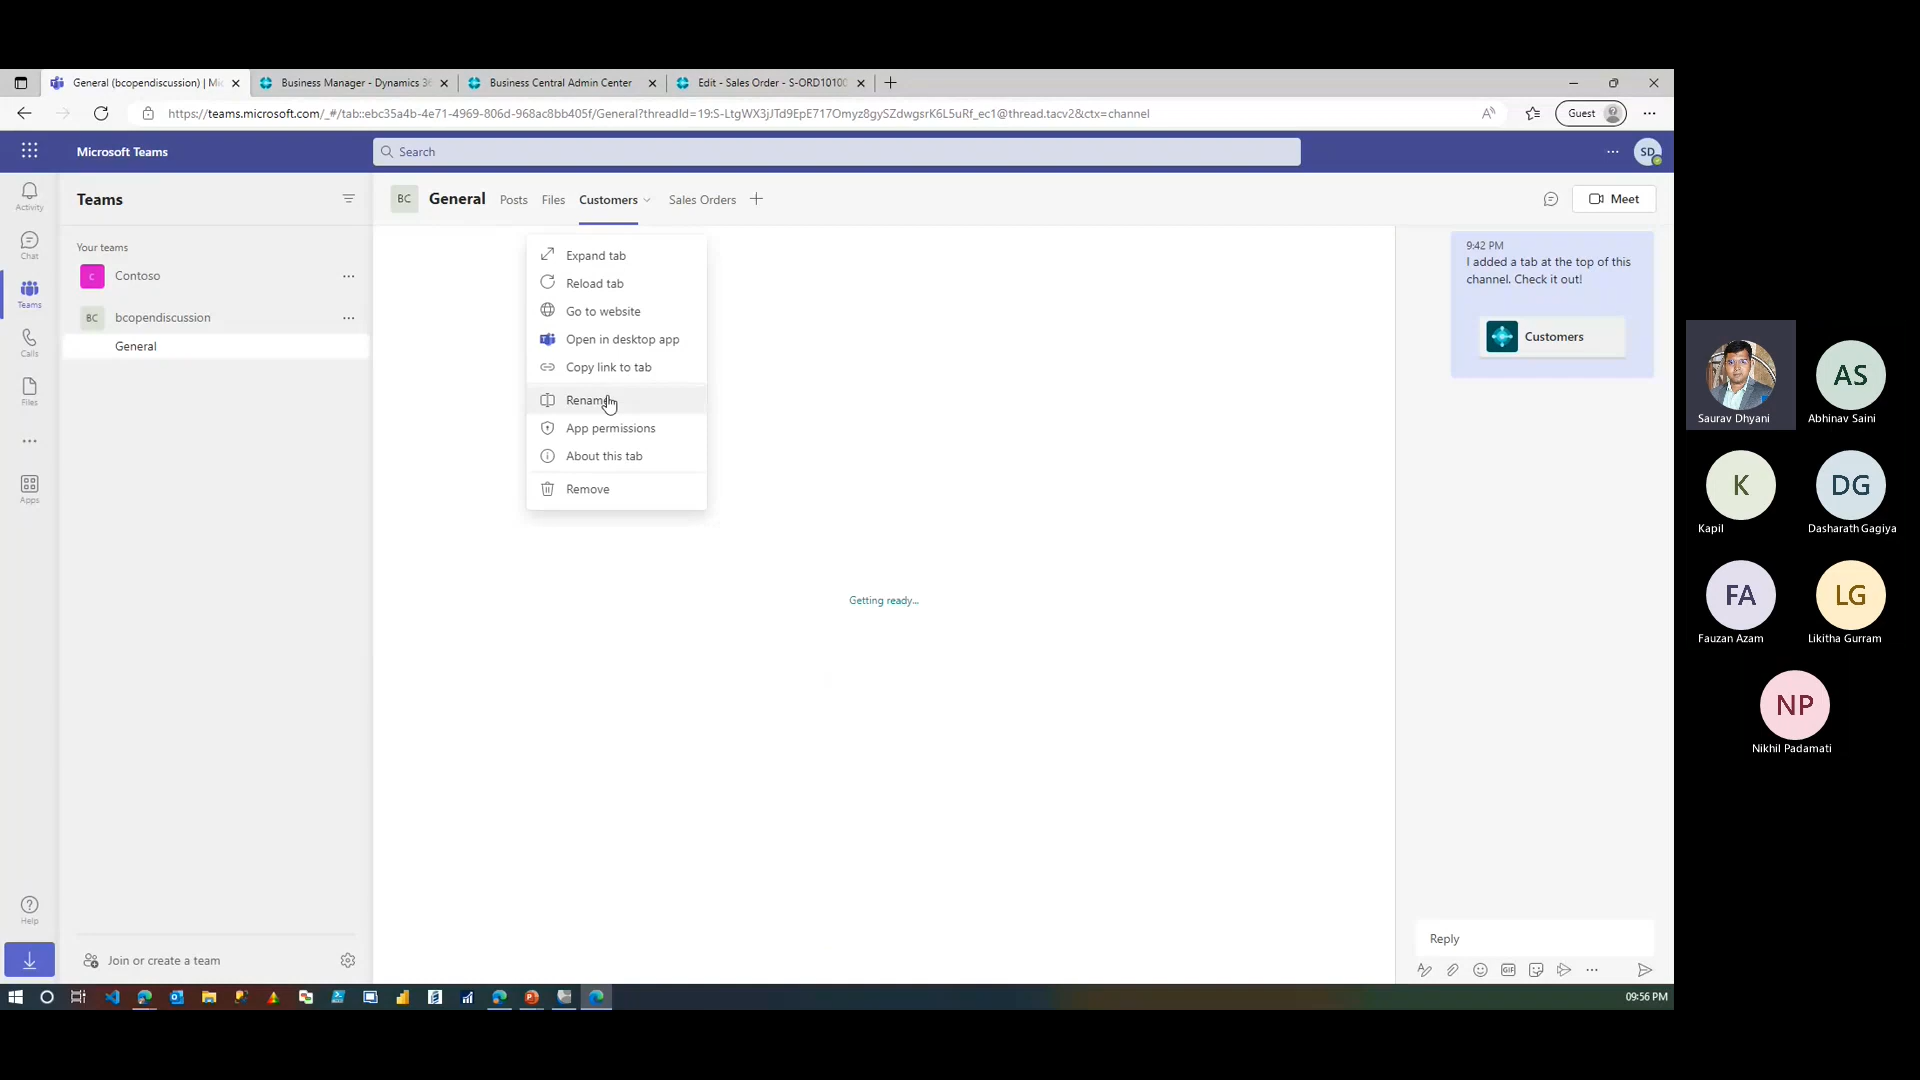 General (bcopendiscussion) | Mi
Business Manager - Dynamics 36
Business Central Admin Center
Edit - Sales Order - S-ORD10100
https://teams.microsoft.com/_#/tab::ebc35a4b-4e71-4969-806d-968ac8bb405f/General?threadId=19:S-LtgWX3jJTd9EpE717Omyz8gySZdwgsrK6L5uRf_ec1@thread.tacv2&ctx=channel
Guest
Microsoft Teams
Search
SD
Activity
Chat
Teams
Calls
Files
Apps
Help
Teams
Your teams
C
Contoso
BC
bcopendiscussion
General
Join or create a team
BC
General
Posts
Files
Customers
Sales Orders
Meet
Expand tab
Reload tab
Go to website
Open in desktop app
Copy link to tab
Rename
App permissions
About this tab
Remove
Getting ready...
9:42 PM
I added a tab at the top of this
channel. Check it out!
Customers
Reply
GIF
09:56 PM
Saurav Dhyani
AS
Abhinav Saini
K
Kapil
DG
Dasharath Gagiya
FA
Fauzan Azam
LG
Likitha Gurram
NP
Nikhil Padamati